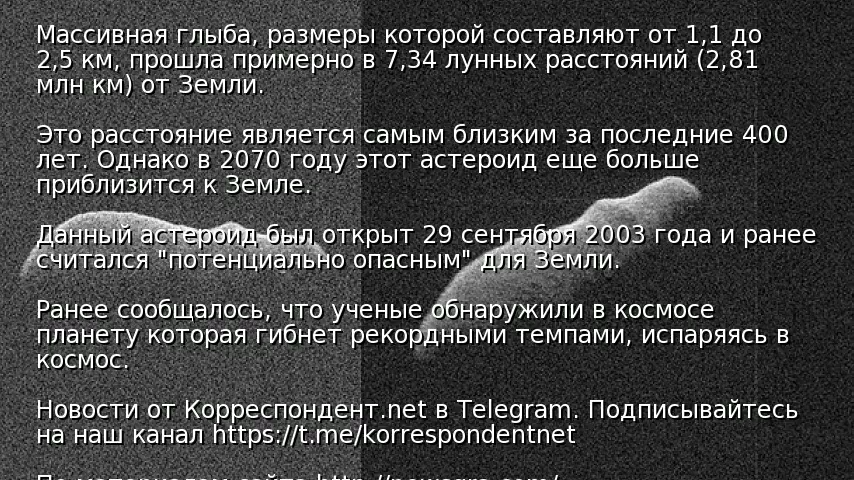 Массивная глыба, размеры которой составляют от 1,1 до
2,5 км, прошла примерно в 7,34 лунных расстояний (2,81
млн км) от Земли.
Это расстояние является самым близким за последние 400
лет. Однако в 2070 году этот астероид еще больше
приблизится к Земле.
Данный астероид был открыт 29 сентября 2003 года и ранее
считался "потенциально опасным" для Земли.
Ранее сообщалось, что ученые обнаружили в космосе
планету которая гибнет рекордными темпами, испаряясь в
космос.
Новости от Корреспондент.net в Telegram. Подписывайтесь
на наш канал https://t.me/korrespondentnet
По материалам сайта